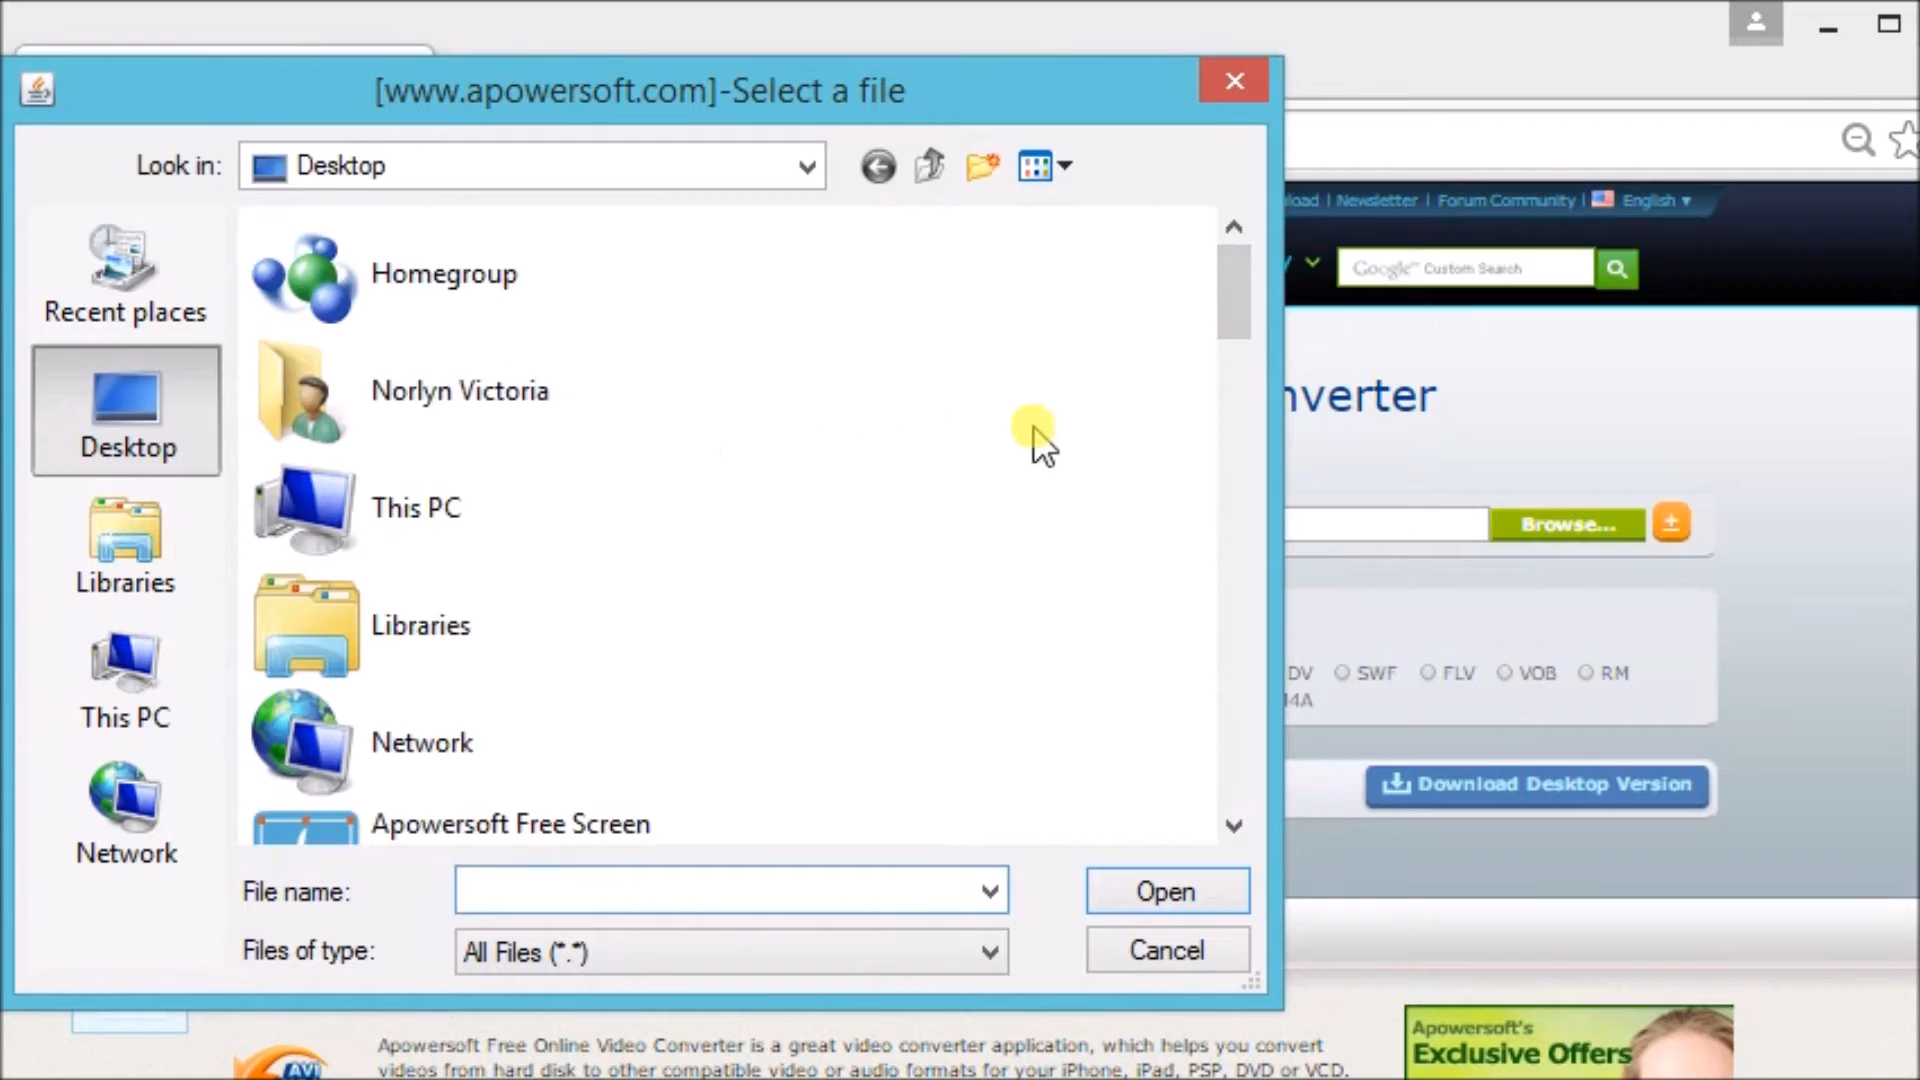 [www.apowersoft.com]-Select a file
Look in:
Desktop
Recent places
Desktop
Libraries
This PC
Network
Homegroup
Norlyn Victoria
This PC
Libraries
Network
Apowersoft Free Screen
File name:
Open
Files of type:
All Files (*.*)
Cancel
load | Newsletter | Forum Community | English
Google™ Custom Search
nverter
Browse...
DV SWF FLV VOB RM
Download Desktop Version
AVI
Apowersoft Free Online Video Converter is a great video converter application, which helps you convert
videos from hard disk to other compatible video or audio formats for your iPhone, iPad, PSP, DVD or VCD.
Apowersoft's
Exclusive Offers